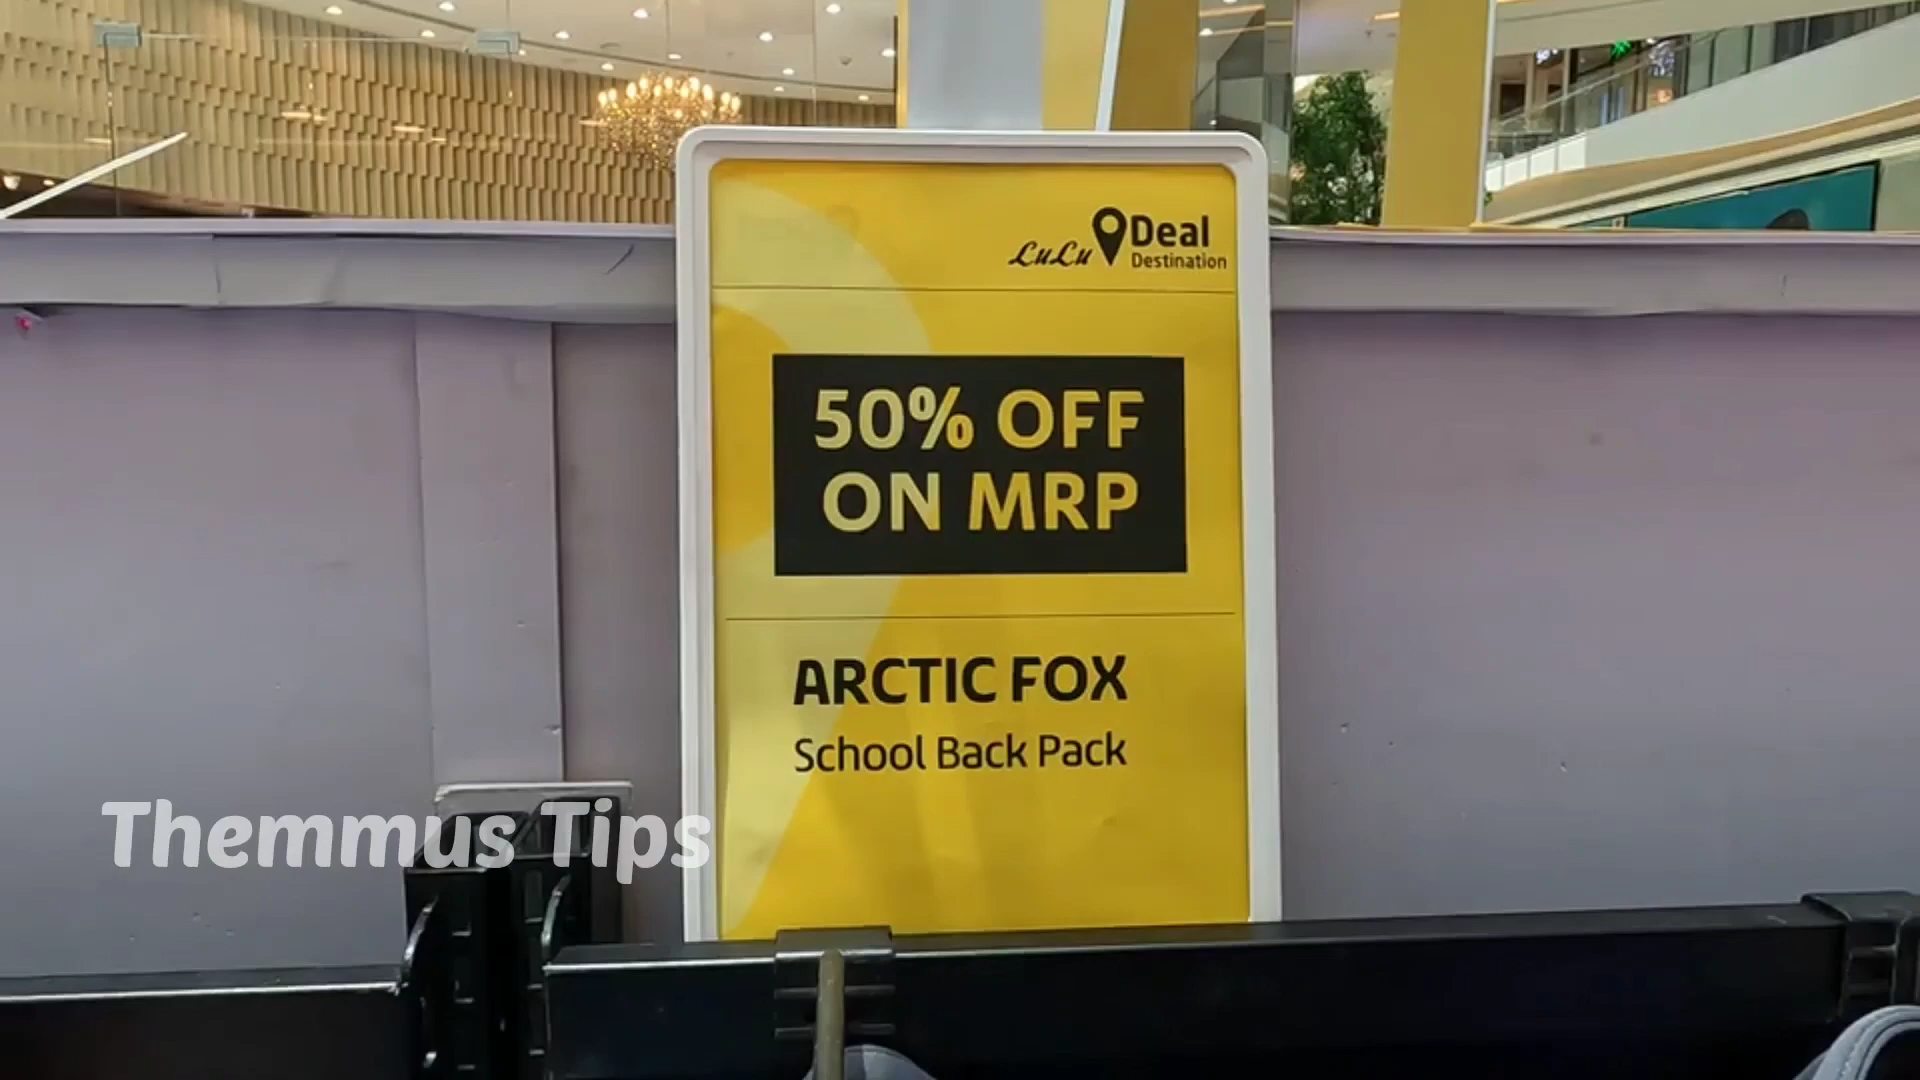 LuLu Deal
Destination
50% OFF
ON MRP
ARCTIC FOX
School Back Pack
Themmus Tips